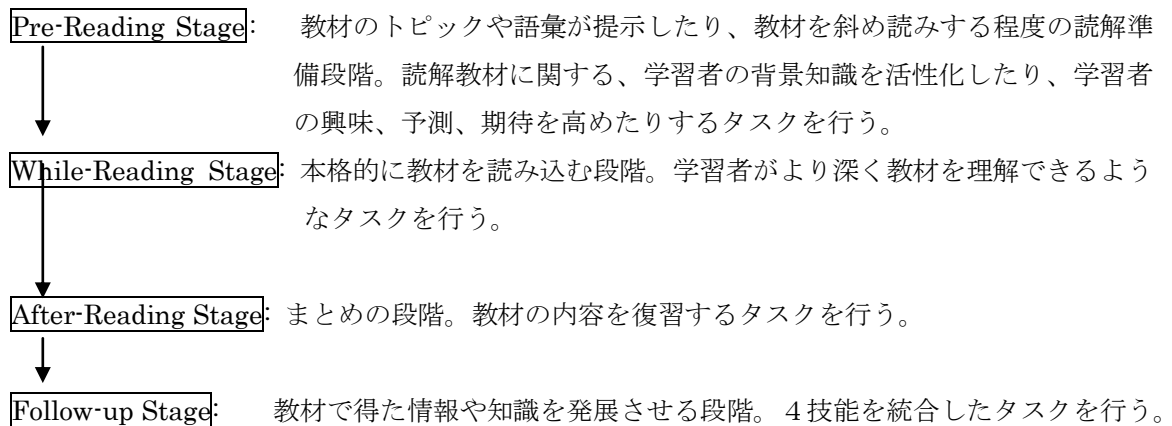 Pre-Reading Stage: 教材のトピックや語彙が提示したり、教材を斜め読みする程度の読解準
備段階。読解教材に関する、学習者の背景知識を活性化したり、学習者
の興味、予測、期待を高めたりするタスクを行う。
While-Reading Stage: 本格的に教材を読み込む段階。学習者がより深く教材を理解できるよう
なタスクを行う。
After-Reading Stage: まとめの段階。教材の内容を復習するタスクを行う。
Follow-up Stage: 教材で得た情報や知識を発展させる段階。４技能を統合したタスクを行う。